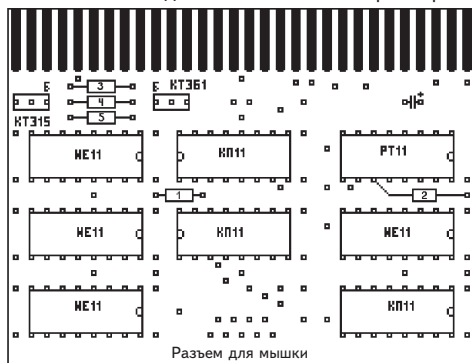 Б 3 Б КТ361
4 +
КТ315 5
ИЕ11 КП11 РТ11
1 2
ИЕ11 КП11 ИЕ11
ИЕ11 КП11
Разъем для мышки